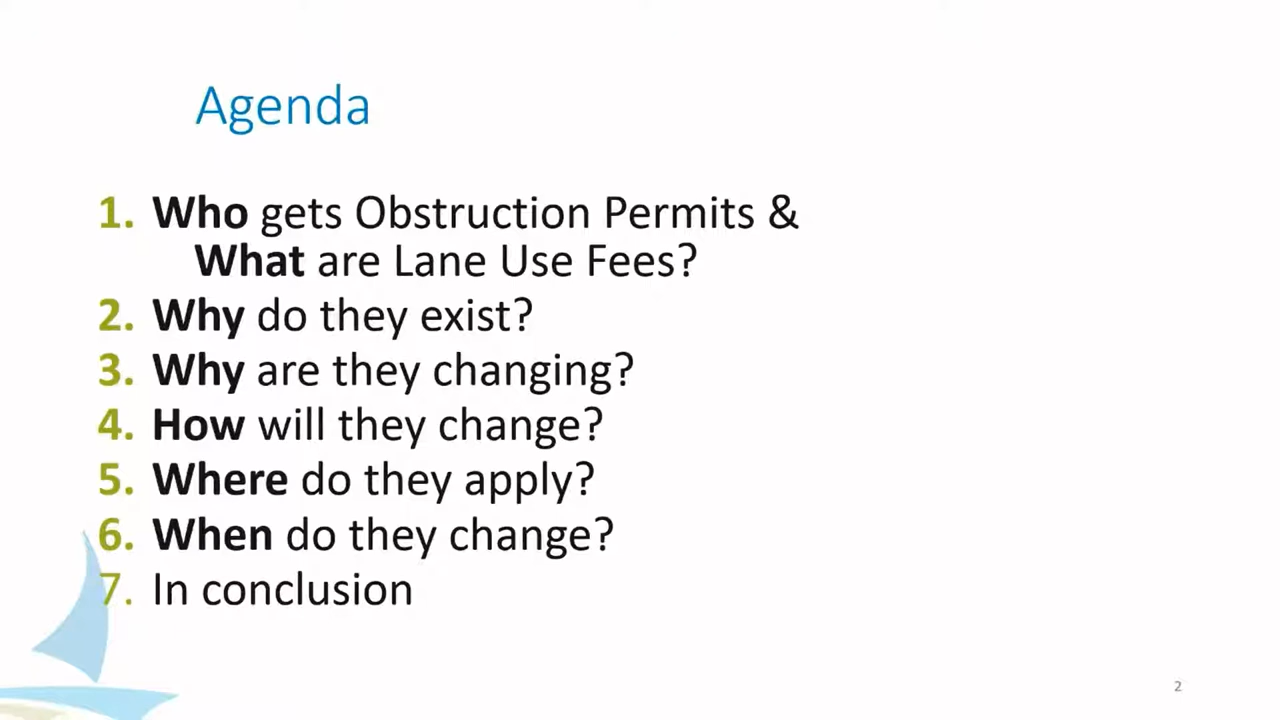 Agenda
1. Who gets Obstruction Permits &
What are Lane Use Fees?
2. Why do they exist?
3. Why are they changing?
4. How will they change?
5. Where do they apply?
6. When do they change?
7. In conclusion
2